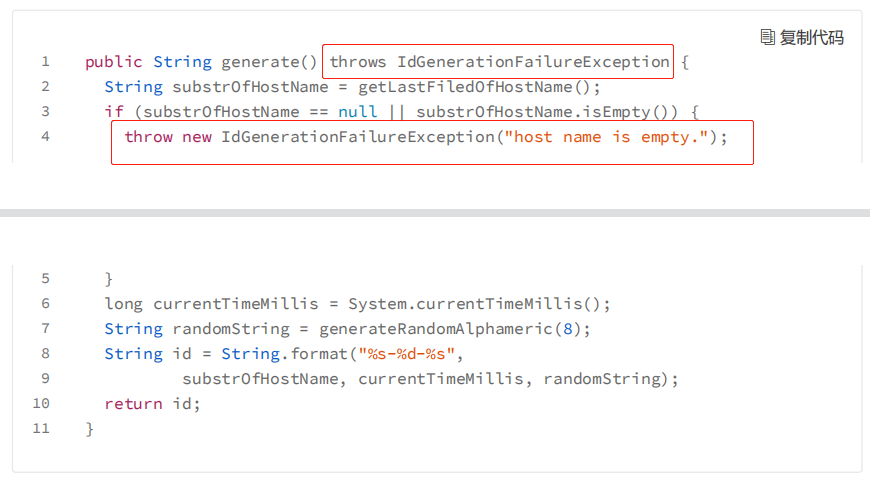 复制代码
1 public String generate() throws IdGenerationFailureException {
2 String substrOfHostName = getLastFiledOfHostName();
3 if (substrOfHostName == null || substrOfHostName.isEmpty()) {
4 throw new IdGenerationFailureException("host name is empty.");
5 }
6 long currentTimeMillis = System.currentTimeMillis();
7 String randomString = generateRandomAlphameric(8);
8 String id = String.format("%s-%d-%s",
9 substrOfHostName, currentTimeMillis, randomString);
10 return id;
11 }